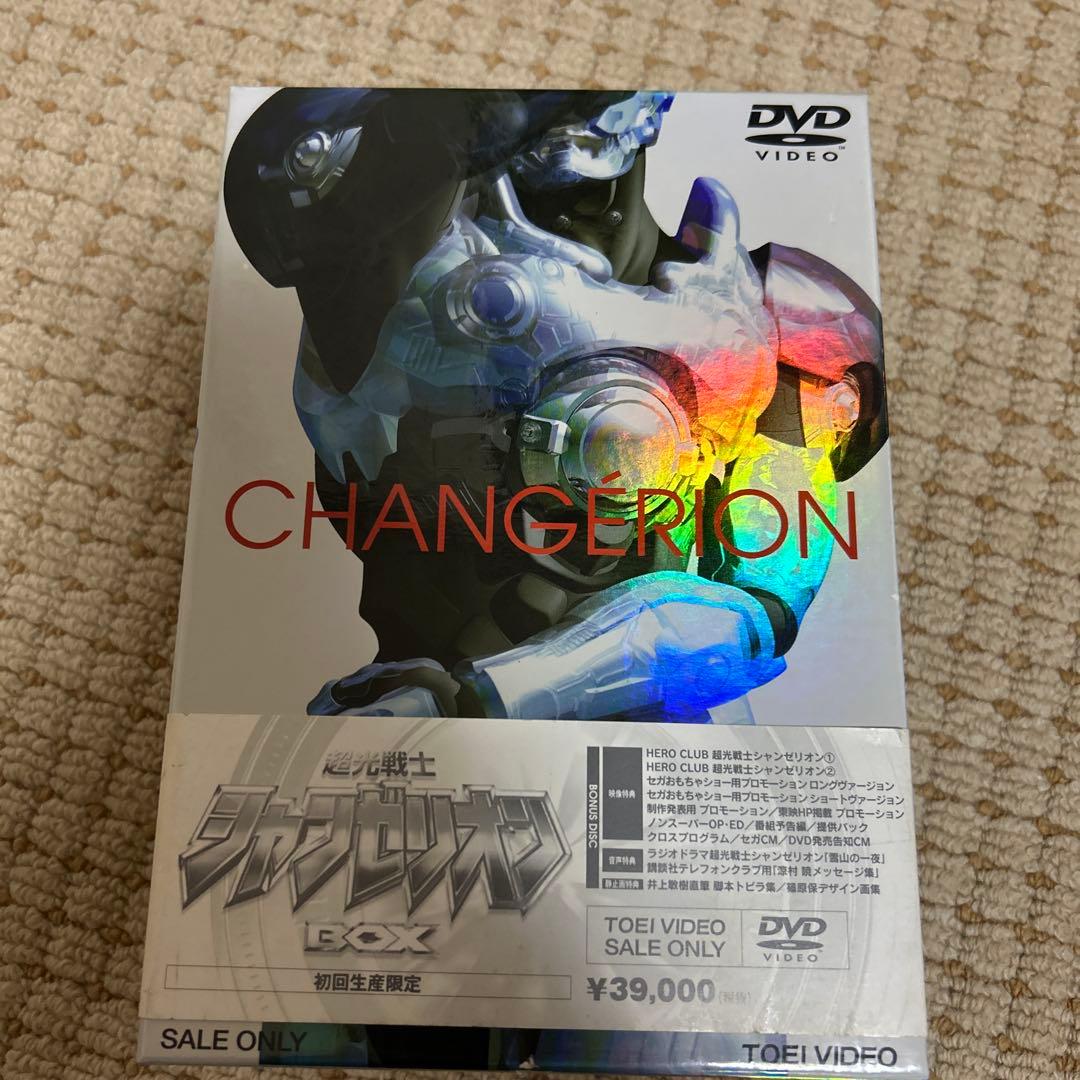 DVD
VIDEO
TM
CHANGÉRION
超光戦士
シャンゼリオン
BOX
初回生産限定
BONUS DISC
映像特典
HERO CLUB 超光戦士シャンゼリオン①
HERO CLUB 超光戦士シャンゼリオン②
セガおもちゃショー用プロモーション ロングヴァージョン
セガおもちゃショー用プロモーション ショートヴァージョン
制作発表用 プロモーション/東映HP掲載 プロモーション
ノンスーパーOP・ED/番組予告編/提供バック
クロスプログラム/セガCM/DVD発売告知CM
音声特典
ラジオドラマ超光戦士シャンゼリオン「雪山の一夜」
講談社テレフォンクラブ用「涼村 暁メッセージ集」
静止画特典
井上敏樹直筆 脚本トビラ集/篠原保デザイン画集
TOEI VIDEO
SALE ONLY
DVD
VIDEO
¥39,000(税抜)
SALE ONLY
TOEI VIDEO